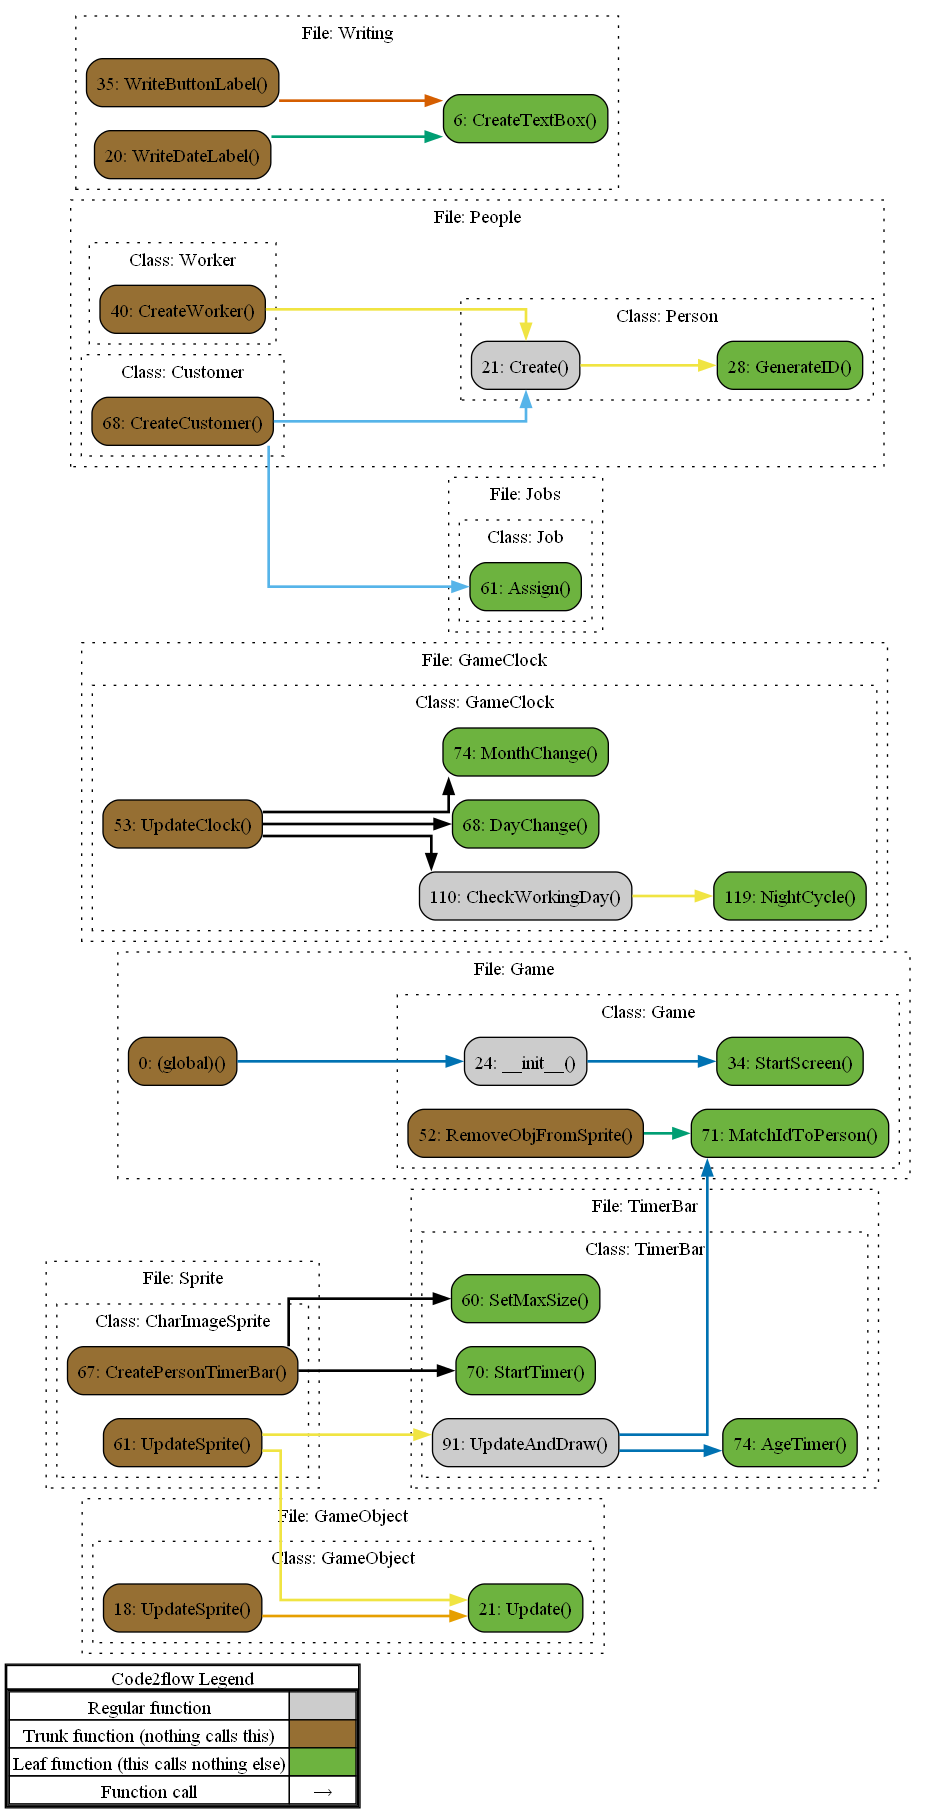 File: Writing
35: WriteButtonLabel()
6: CreateTextBox()
20: WriteDateLabel()
File: People
Class: Worker
40: CreateWorker()
Class: Person
21: Create()
28: GenerateID()
Class: Customer
68: CreateCustomer()
File: Jobs
Class: Job
61: Assign()
File: GameClock
Class: GameClock
74: MonthChange()
53: UpdateClock()
68: DayChange()
110: CheckWorkingDay()
119: NightCycle()
File: Game
Class: Game
0: (global)()
24: __init__()
34: StartScreen()
52: RemoveObjFromSprite()
71: MatchIdToPerson()
File: TimerBar
Class: TimerBar
60: SetMaxSize()
70: StartTimer()
91: UpdateAndDraw()
74: AgeTimer()
File: Sprite
Class: CharImageSprite
67: CreatePersonTimerBar()
61: UpdateSprite()
File: GameObject
Class: GameObject
18: UpdateSprite()
21: Update()
Code2flow Legend
Regular function
Trunk function (nothing calls this)
Leaf function (this calls nothing else)
Function call →